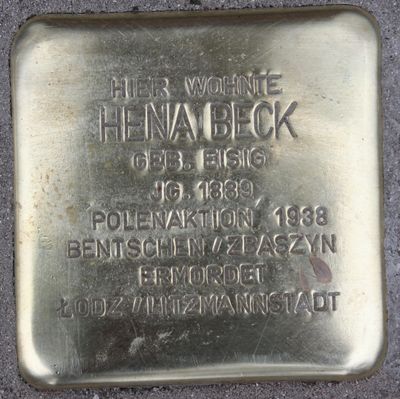 HIER WOHNTE
HENA BECK
GEB. EISIG
JG. 1889
POLENAKTION 1938
BENTSCHEN / ZBASZYN
ERMORDET
ŁODZ / LITZMANNSTADT